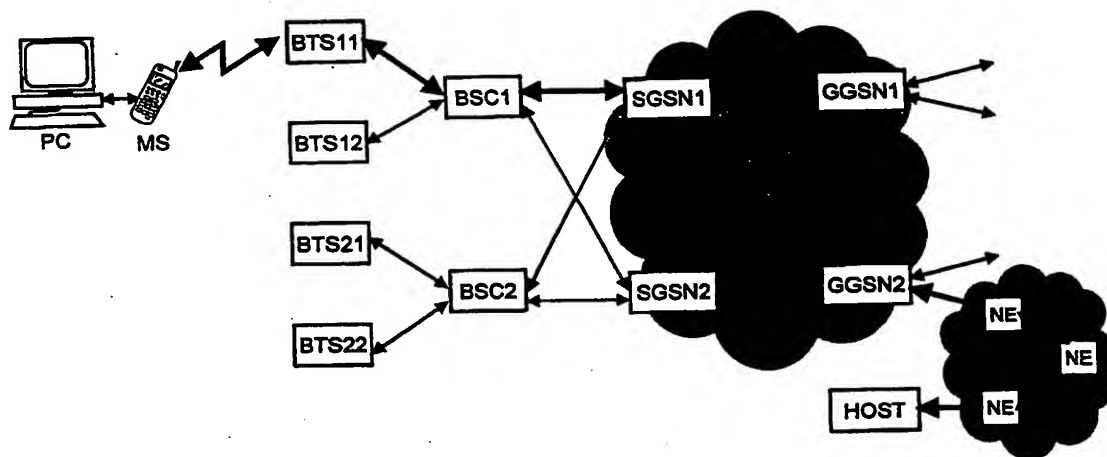 BTS11
PC
MS
BTS12
BSC1
SGSN1
GGSN1
BTS21
BTS22
BSC2
SGSN2
GGSN2
NE
NE
NE
HOST